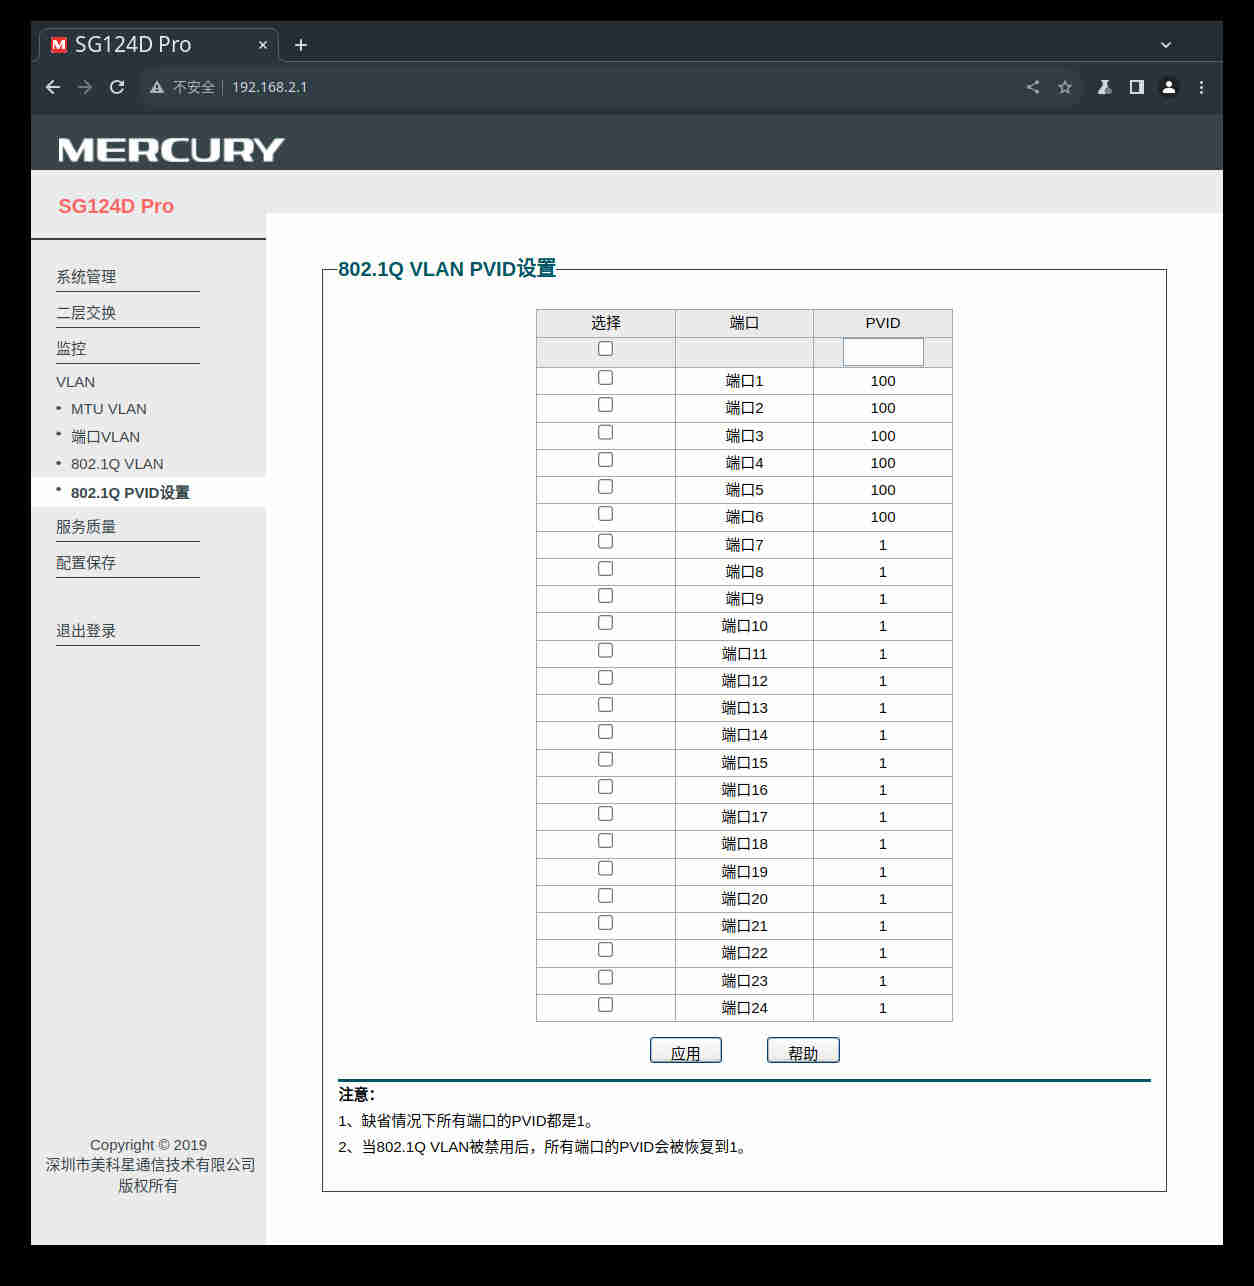 SG124D Pro
不安全 192.168.2.1
MERCURY
SG124D Pro
系统管理
二层交换
监控
VLAN
MTU VLAN
端口VLAN
802.1Q VLAN
802.1Q PVID设置
服务质量
配置保存
退出登录
Copyright © 2019
深圳市美科星通信技术有限公司
版权所有
802.1Q VLAN PVID设置
选择 端口 PVID
端口1 100
端口2 100
端口3 100
端口4 100
端口5 100
端口6 100
端口7 1
端口8 1
端口9 1
端口10 1
端口11 1
端口12 1
端口13 1
端口14 1
端口15 1
端口16 1
端口17 1
端口18 1
端口19 1
端口20 1
端口21 1
端口22 1
端口23 1
端口24 1
应用 帮助
注意：
1、缺省情况下所有端口的PVID都是1。
2、当802.1Q VLAN被禁用后，所有端口的PVID会被恢复到1。